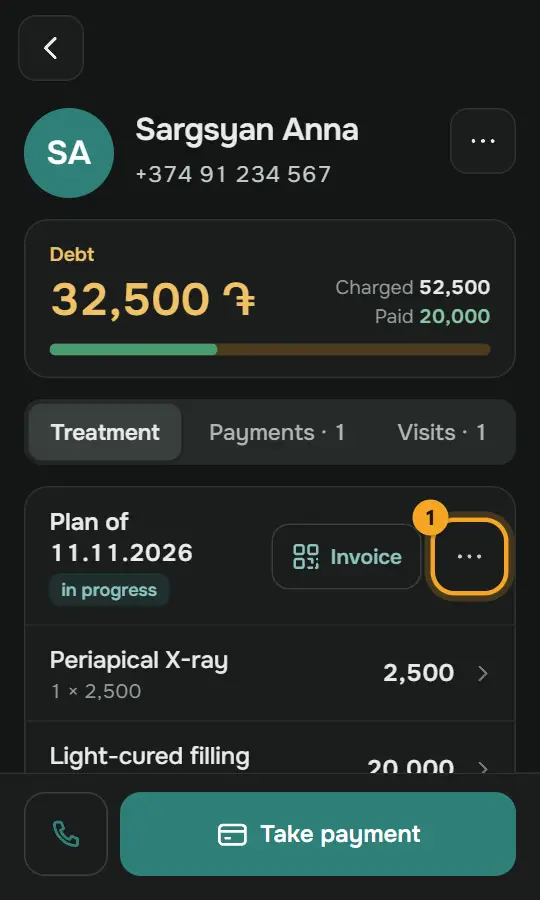 SA
Sargsyan Anna
+374 91 234 567
...
Debt
32,500 ֏
Charged 52,500
Paid 20,000
Treatment
Payments · 1
Visits · 1
Plan of
11.11.2026
in progress
Invoice
1
...
Periapical X-ray
1 × 2,500
2,500
Light-cured filling
20 000
Take payment